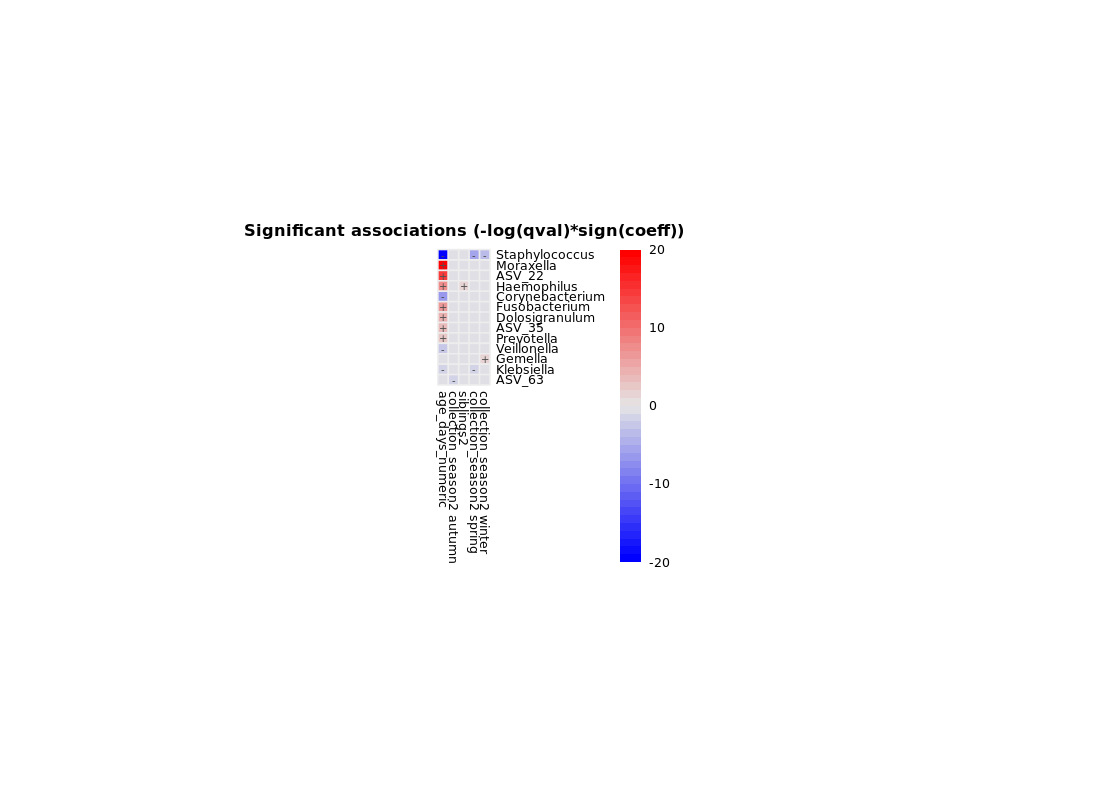 Significant associations (-log(qval)*sign(coeff))
- - - Staphylococcus
Moraxella
+ ASV_22
+ + Haemophilus
- Corynebacterium
+ Fusobacterium
+ Dolosigranulum
+ ASV_35
+ Prevotella
- Veillonella
+ Gemella
- - Klebsiella
- ASV_63
age_days_numeric
collection_season2_autumn
siblings2
collection_season2_spring
collection_season2_winter
20
10
0
-10
-20